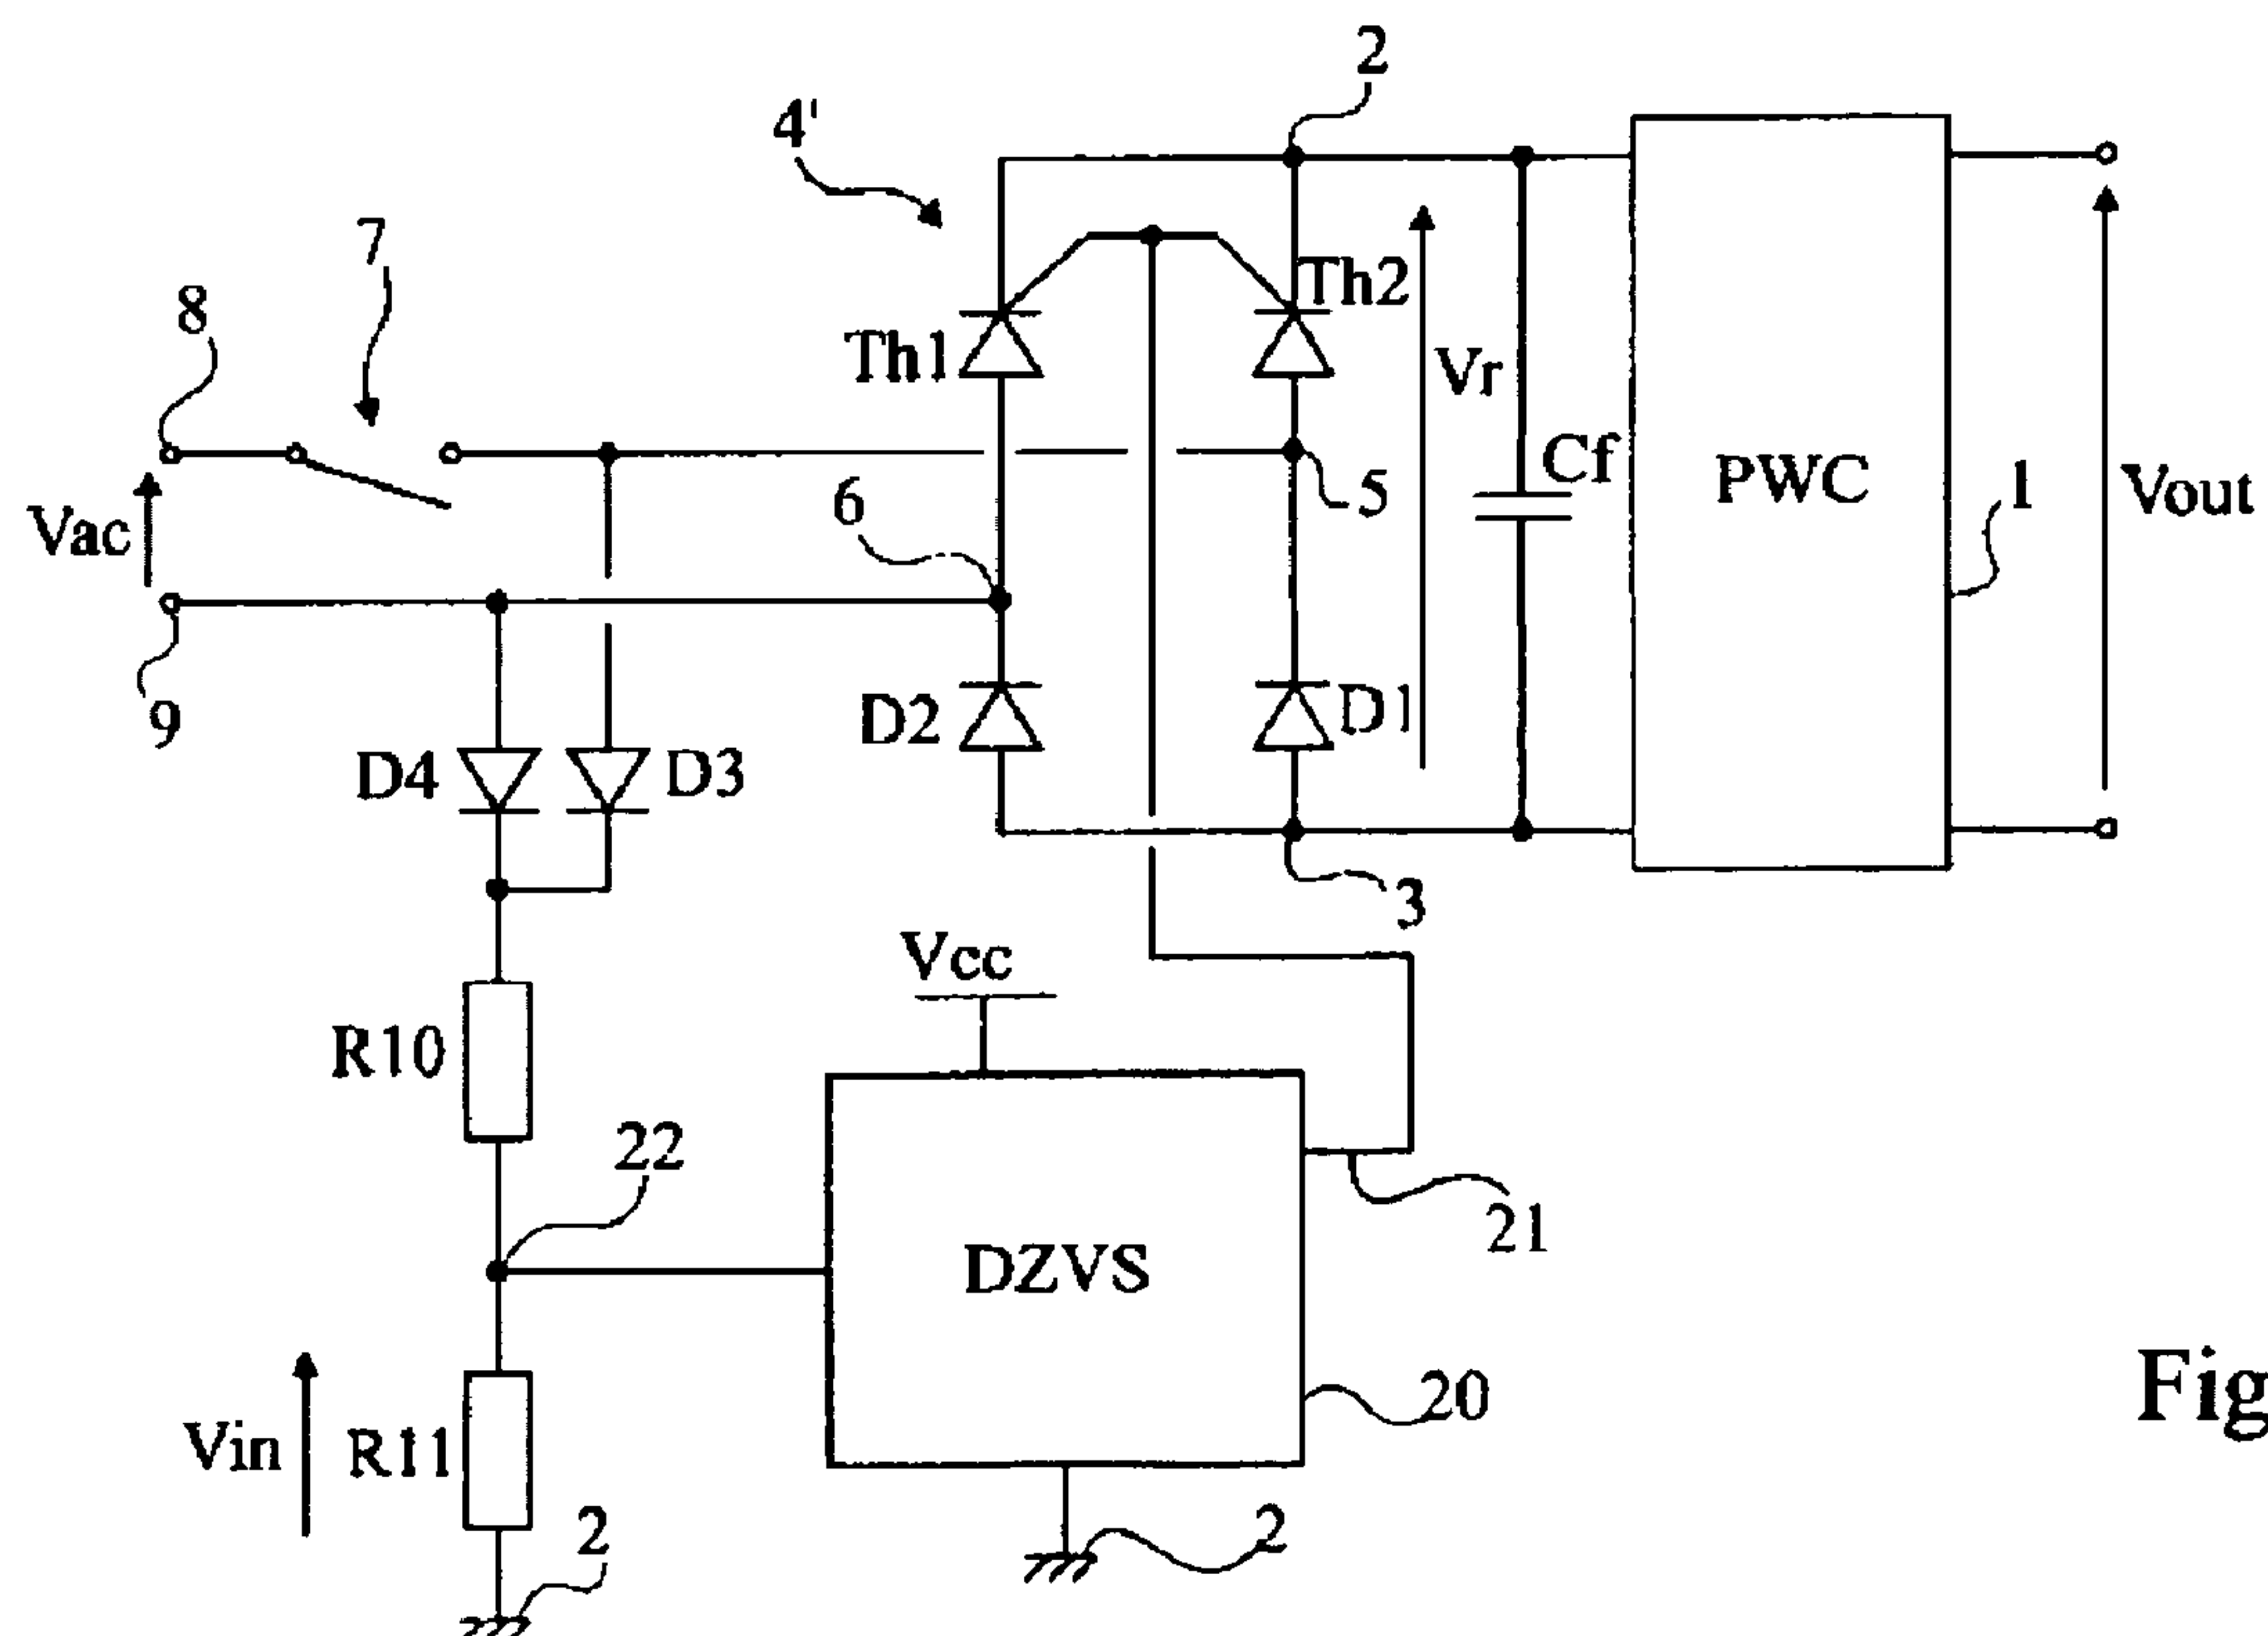 2
4'
7
Th2
8
Th1
Vr
Cf
PWC
1
Vout
6
5
Vac
9
D2
D1
D4
D3
3
Vcc
R10
22
21
DZVS
20
Fig
Vin
R11
2
2